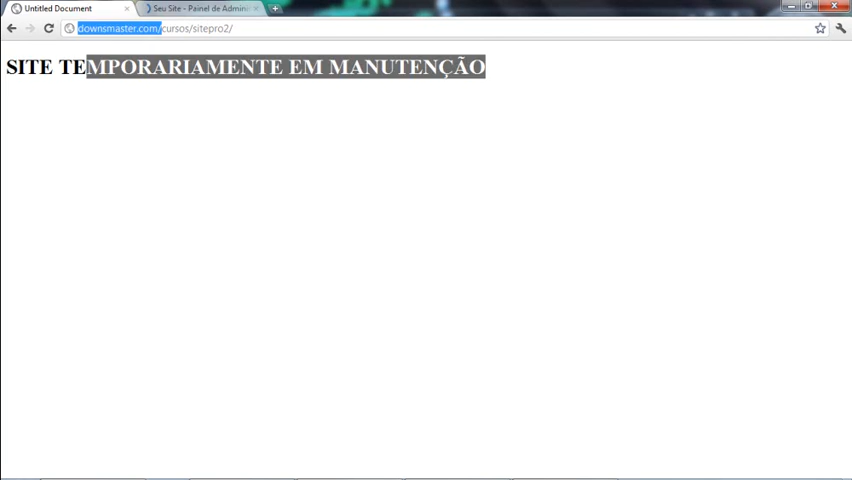 Untitled Document
Seu Site - Painel de Admini
downsmaster.com/cursos/sitepro2/
SITE TEMPORARIAMENTE EM MANUTENÇÃO